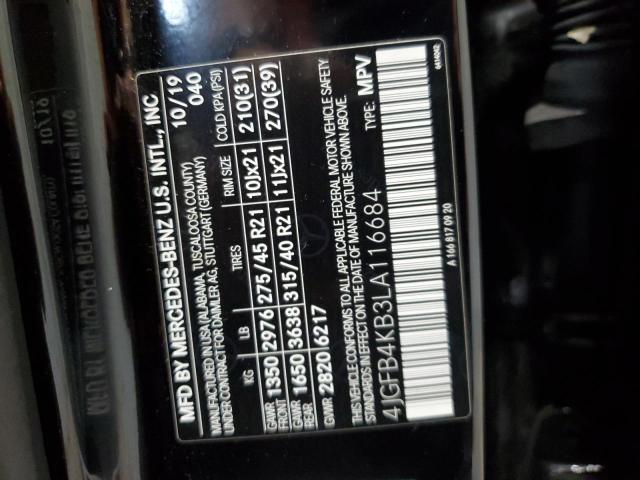 MFD BY MERCEDES-BENZ U.S. INTL., INC. 10/19
MANUFACTURED IN USA (ALABAMA, TUSCALOOSA COUNTY) 040
UNDER CONTRACT FOR DAIMLER AG, STUTTGART (GERMANY)
KG LB TIRES RIM SIZE COLD KPA(PSI)
GAWR FRONT 1350 2976 275/45 R21 10Jx21 210(31)
GAWR REAR 1650 3638 315/40 R21 11Jx21 270(39)
GVWR 2820 6217
THIS VEHICLE CONFORMS TO ALL APPLICABLE FEDERAL MOTOR VEHICLE SAFETY
STANDARDS IN EFFECT ON THE DATE OF MANUFACTURE SHOWN ABOVE.
4JGFB4KB3LA116684 TYPE: MPV
A 166 817 09 20